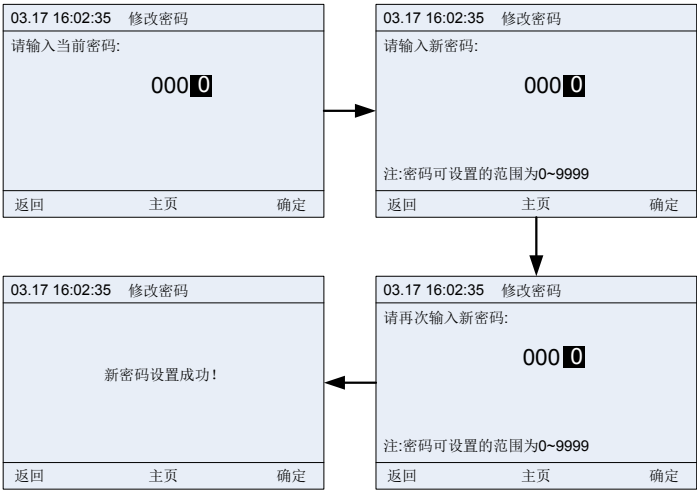 03.17 16:02:35 修改密码
请输入当前密码:
0000
返回 主页 确定
03.17 16:02:35 修改密码
请输入新密码:
0000
注:密码可设置的范围为0~9999
返回 主页 确定
03.17 16:02:35 修改密码
请再次输入新密码:
0000
注:密码可设置的范围为0~9999
返回 主页 确定
03.17 16:02:35 修改密码
新密码设置成功!
返回 主页 确定